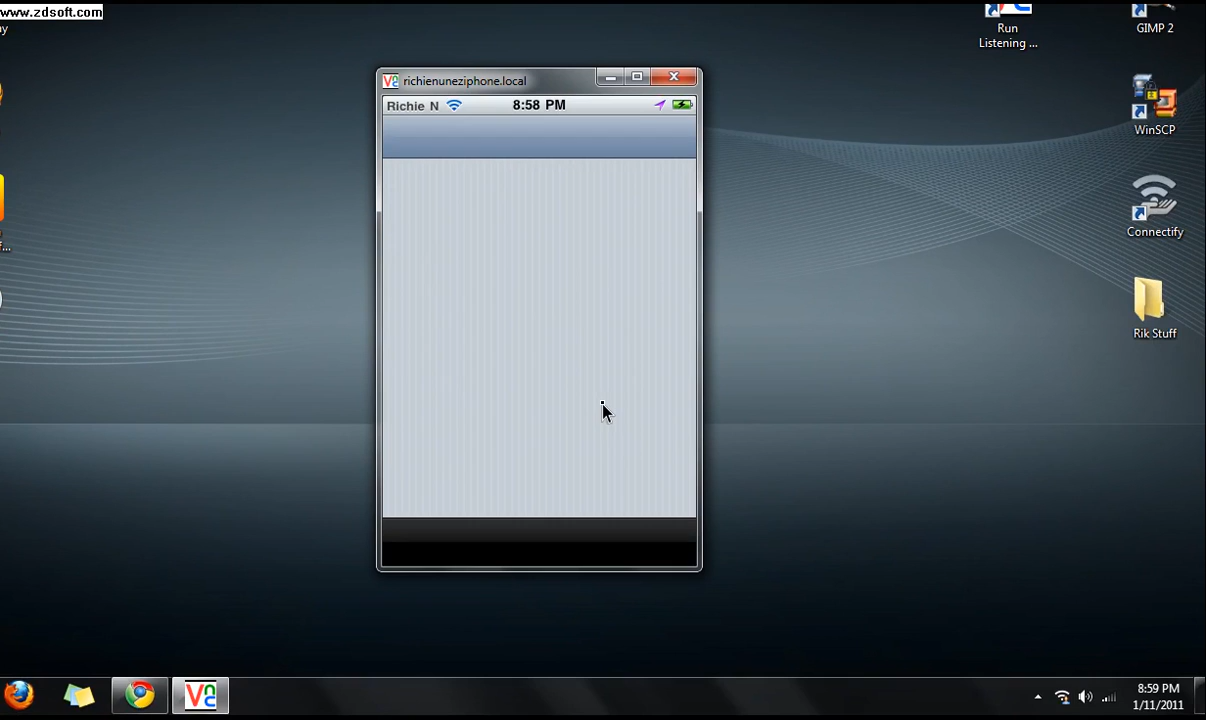 www.zdsoft.com
Run
Listening ...
GIMP 2
richienuneziphone.local
Richie N
8:58 PM
WinSCP
Connectify
Rik Stuff
8:59 PM
1/11/2011